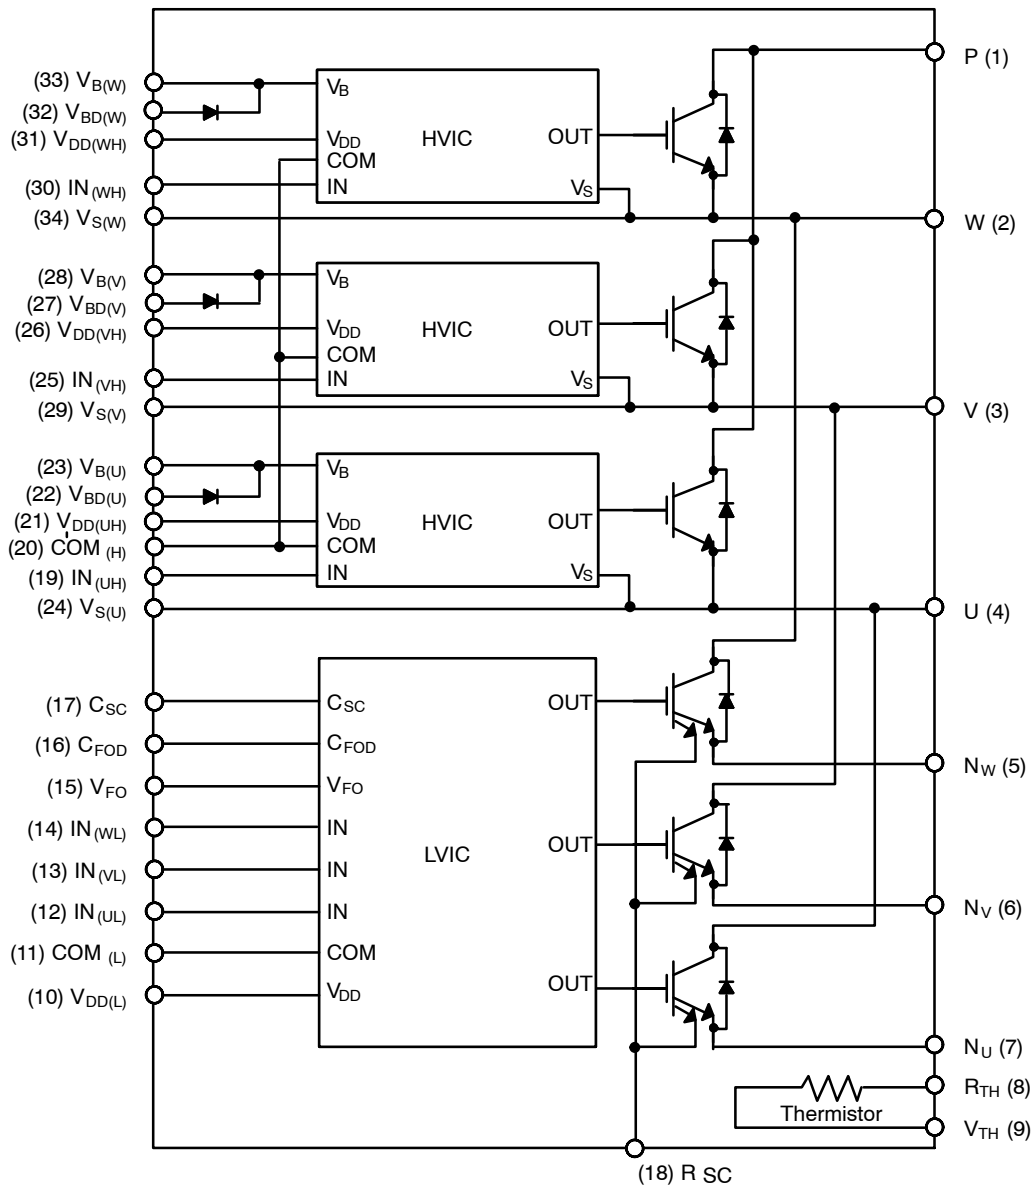 (33) VB(W)
(32) VBD(W)
(31) VDD(WH)
(30) IN(WH)
(34) VS(W)
VB
VDD
COM
IN
HVIC
OUT
VS
P (1)
W (2)
(28) VB(V)
(27) VBD(V)
(26) VDD(VH)
(25) IN(VH)
(29) VS(V)
VB
VDD
COM
IN
HVIC
OUT
VS
V (3)
(23) VB(U)
(22) VBD(U)
(21) VDD(UH)
(20) COM (H)
(19) IN(UH)
(24) VS(U)
VB
VDD
COM
IN
HVIC
OUT
VS
U (4)
(17) CSC
(16) CFOD
(15) VFO
(14) IN(WL)
(13) IN(VL)
(12) IN(UL)
(11) COM (L)
(10) VDD(L)
CSC
CFOD
VFO
IN
IN
IN
COM
VDD
LVIC
OUT
OUT
OUT
NW (5)
NV (6)
NU (7)
RTH (8)
Thermistor
VTH (9)
(18) R SC